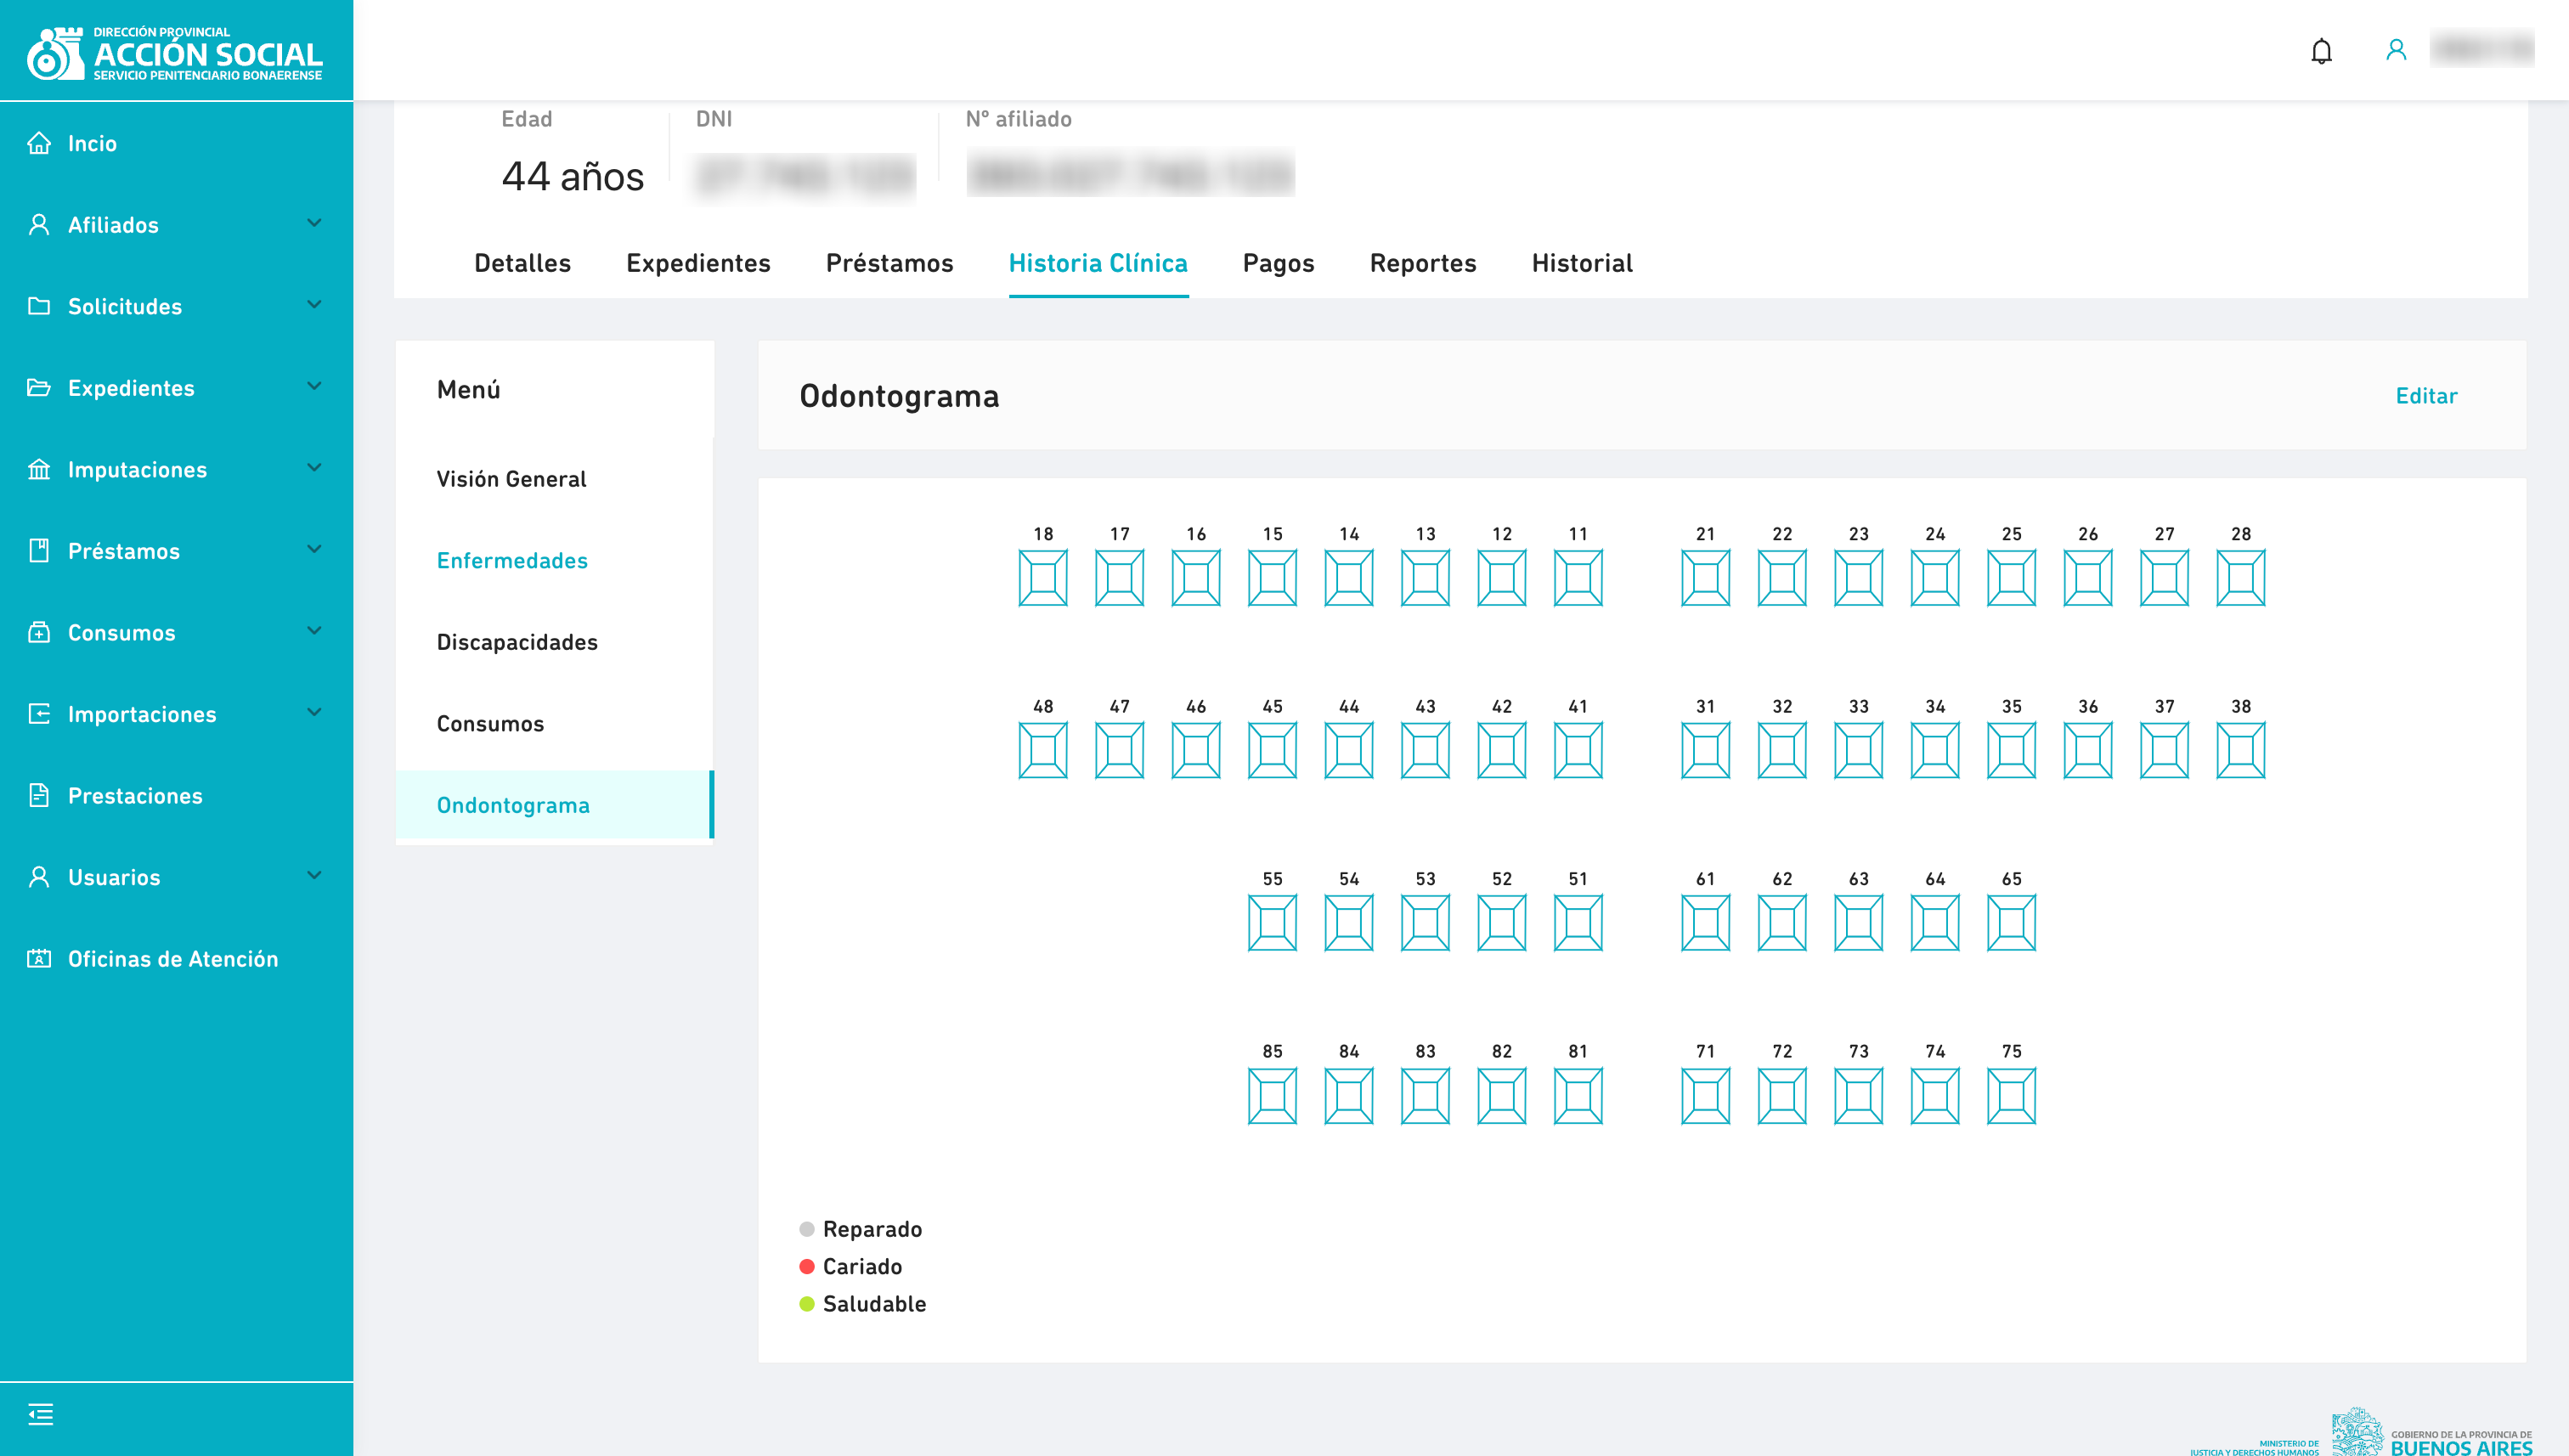 DIRECCIÓN PROVINCIAL
ACCIÓN SOCIAL
SERVICIO PENITENCIARIO BONAERENSE
Incio
Afiliados
Solicitudes
Expedientes
Imputaciones
Préstamos
Consumos
Importaciones
Prestaciones
Usuarios
Oficinas de Atención
Edad DNI N° afiliado
44 años
Detalles Expedientes Préstamos Historia Clínica Pagos Reportes Historial
Menú
Visión General
Enfermedades
Discapacidades
Consumos
Ondontograma
Odontograma Editar
18 17 16 15 14 13 12 11 21 22 23 24 25 26 27 28
48 47 46 45 44 43 42 41 31 32 33 34 35 36 37 38
55 54 53 52 51 61 62 63 64 65
85 84 83 82 81 71 72 73 74 75
Reparado
Cariado
Saludable
MINISTERIO DE
JUSTICIA Y DERECHOS HUMANOS
GOBIERNO DE LA PROVINCIA DE
BUENOS AIRES